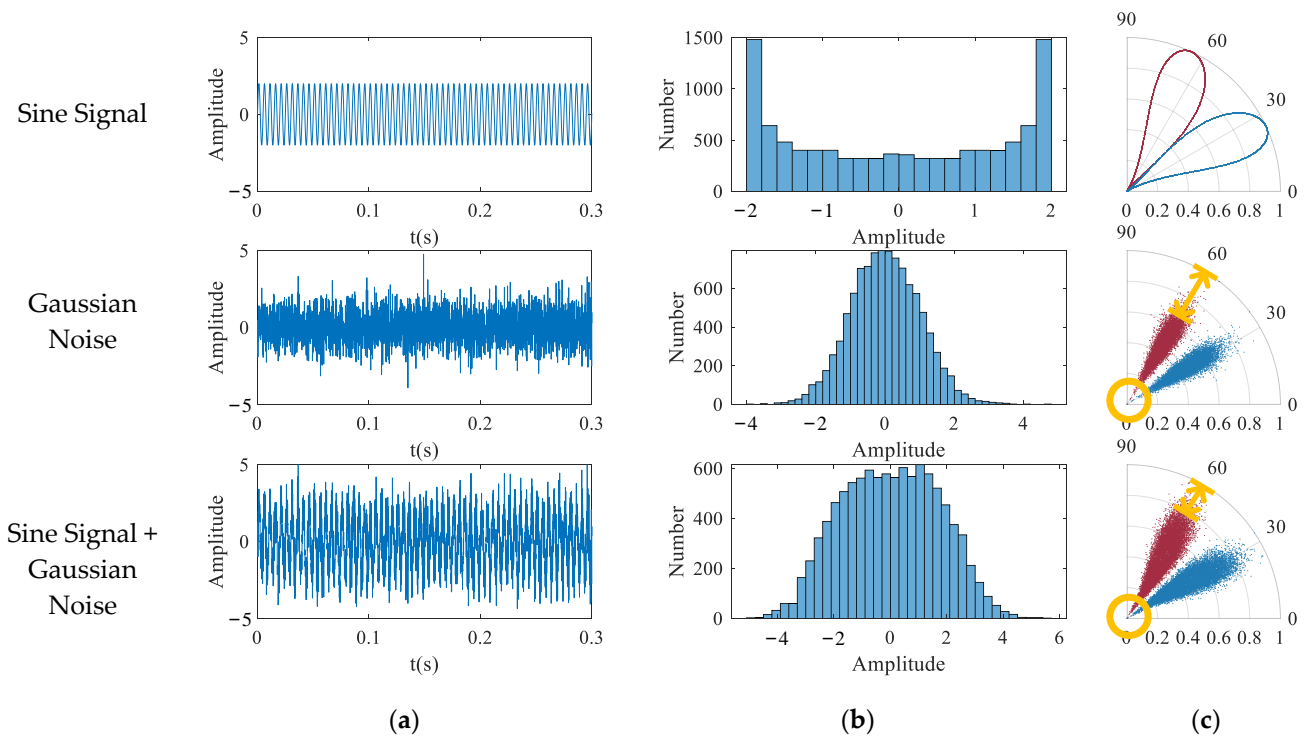 Sine Signal
5
0
−5
Amplitude
0 0.1 0.2 0.3
t(s)
1500
1000
500
0
Number
−2 −1 0 1 2
Amplitude
90
60
30
0
0 0.2 0.4 0.6 0.8 1
Gaussian
Noise
5
0
−5
Amplitude
0 0.1 0.2 0.3
t(s)
600
400
200
0
Number
−4 −2 0 2 4
Amplitude
90
60
30
0
0 0.2 0.4 0.6 0.8 1
Sine Signal +
Gaussian
Noise
5
0
−5
Amplitude
0 0.1 0.2 0.3
t(s)
600
400
200
0
Number
−4 −2 0 2 4 6
Amplitude
90
60
30
0
0 0.2 0.4 0.6 0.8 1
(a) (b) (c)